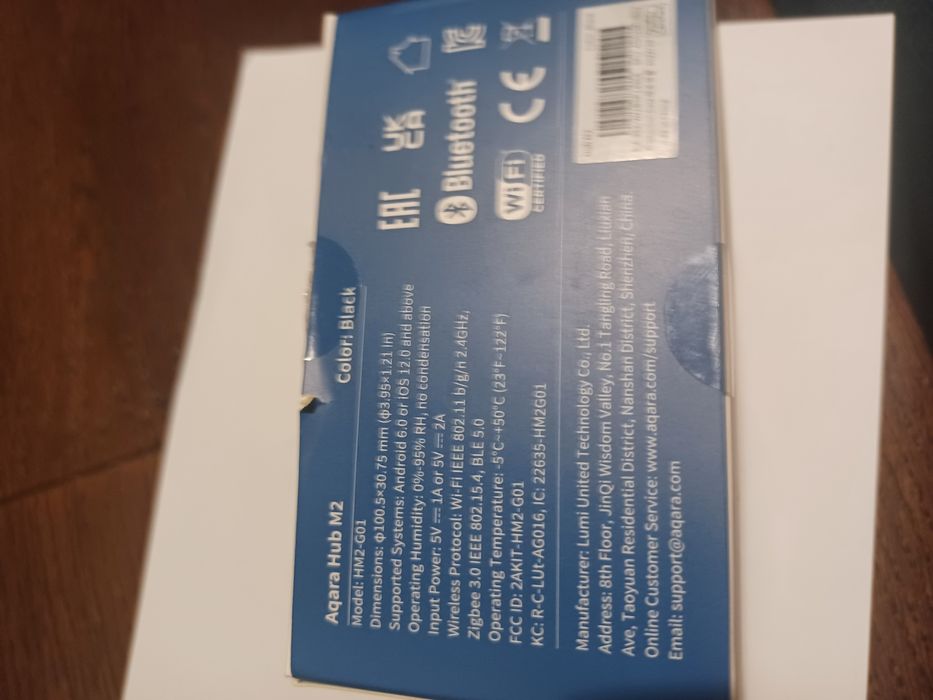 Aqara Hub M2
Color: Black
Model: HM2-G01
Dimensions: ф100.5×30.75 mm (ф3.95×1.21 in)
Supported Systems: Android 6.0 or iOS 12.0 and above
Operating Humidity: 0%-95% RH, no condensation
Input Power: 5V ⎓ 1A or 5V ⎓ 2A
Wireless Protocol: Wi-Fi IEEE 802.11 b/g/n 2.4GHz,
Zigbee 3.0 IEEE 802.15.4, BLE 5.0
Operating Temperature: -5°C~+50°C (23°F~122°F)
FCC ID: 2AKIT-HM2-G01
KC: R-C-LUt-AG016, IC: 22635-HM2G01
EAC
UK
CA
Bluetooth
WiFi
CERTIFIED
CE
Manufacturer: Lumi United Technology Co., Ltd.
Address: 8th Floor, JinQi Wisdom Valley, No.1 Tangling Road, Liuxian
Ave, Taoyuan Residential District, Nanshan District, Shenzhen, China.
Online Customer Service: www.aqara.com/support
Email: support@aqara.com